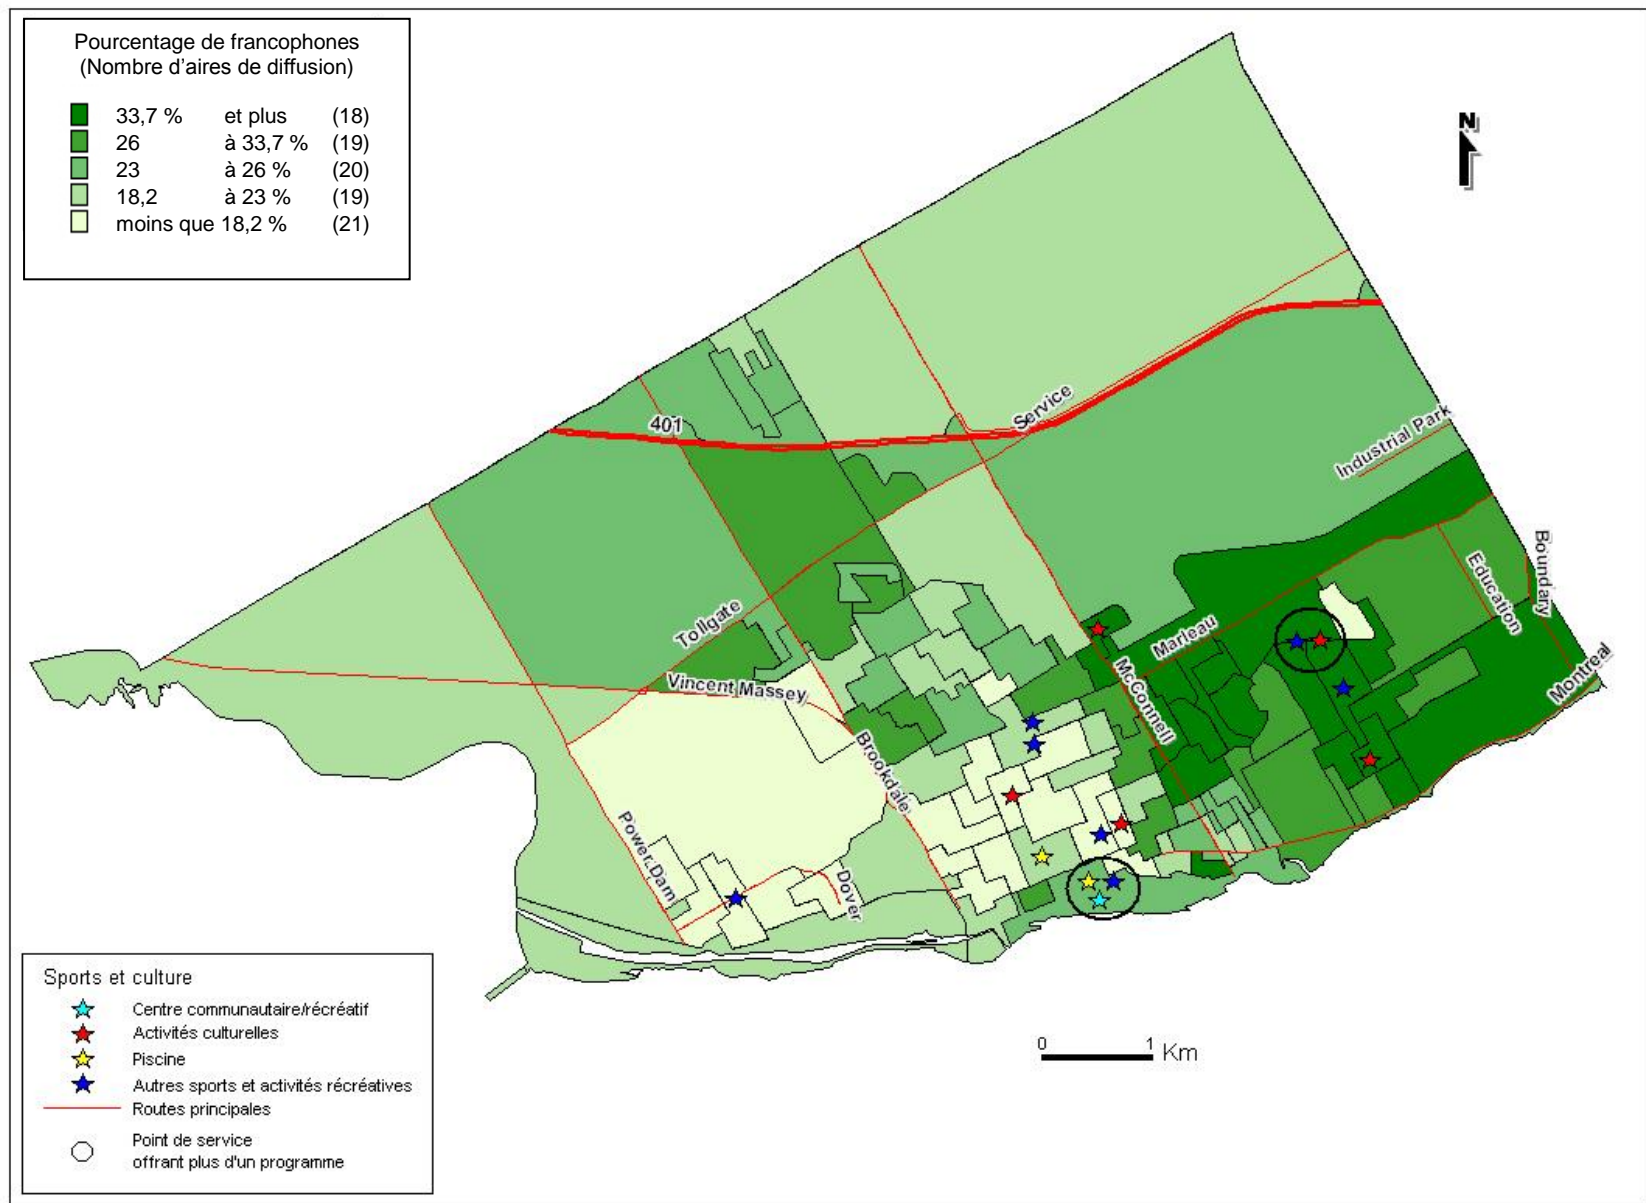 Pourcentage de francophones
(Nombre d'aires de diffusion)
33,7 % et plus (18)
26 à 33,7 % (19)
23 à 26 % (20)
18,2 à 23 % (19)
moins que 18,2 % (21)
N
401
Service
Industrial Park
Boundary
Education
Tollgate
Marleau
Vincent Massey
McConnell
Montreal
Brookdale
Power Dam
Dover
Sports et culture
Centre communautaire/récréatif
Activités culturelles
Piscine
Autres sports et activités récréatives
Routes principales
Point de service
offrant plus d'un programme
0 1 Km